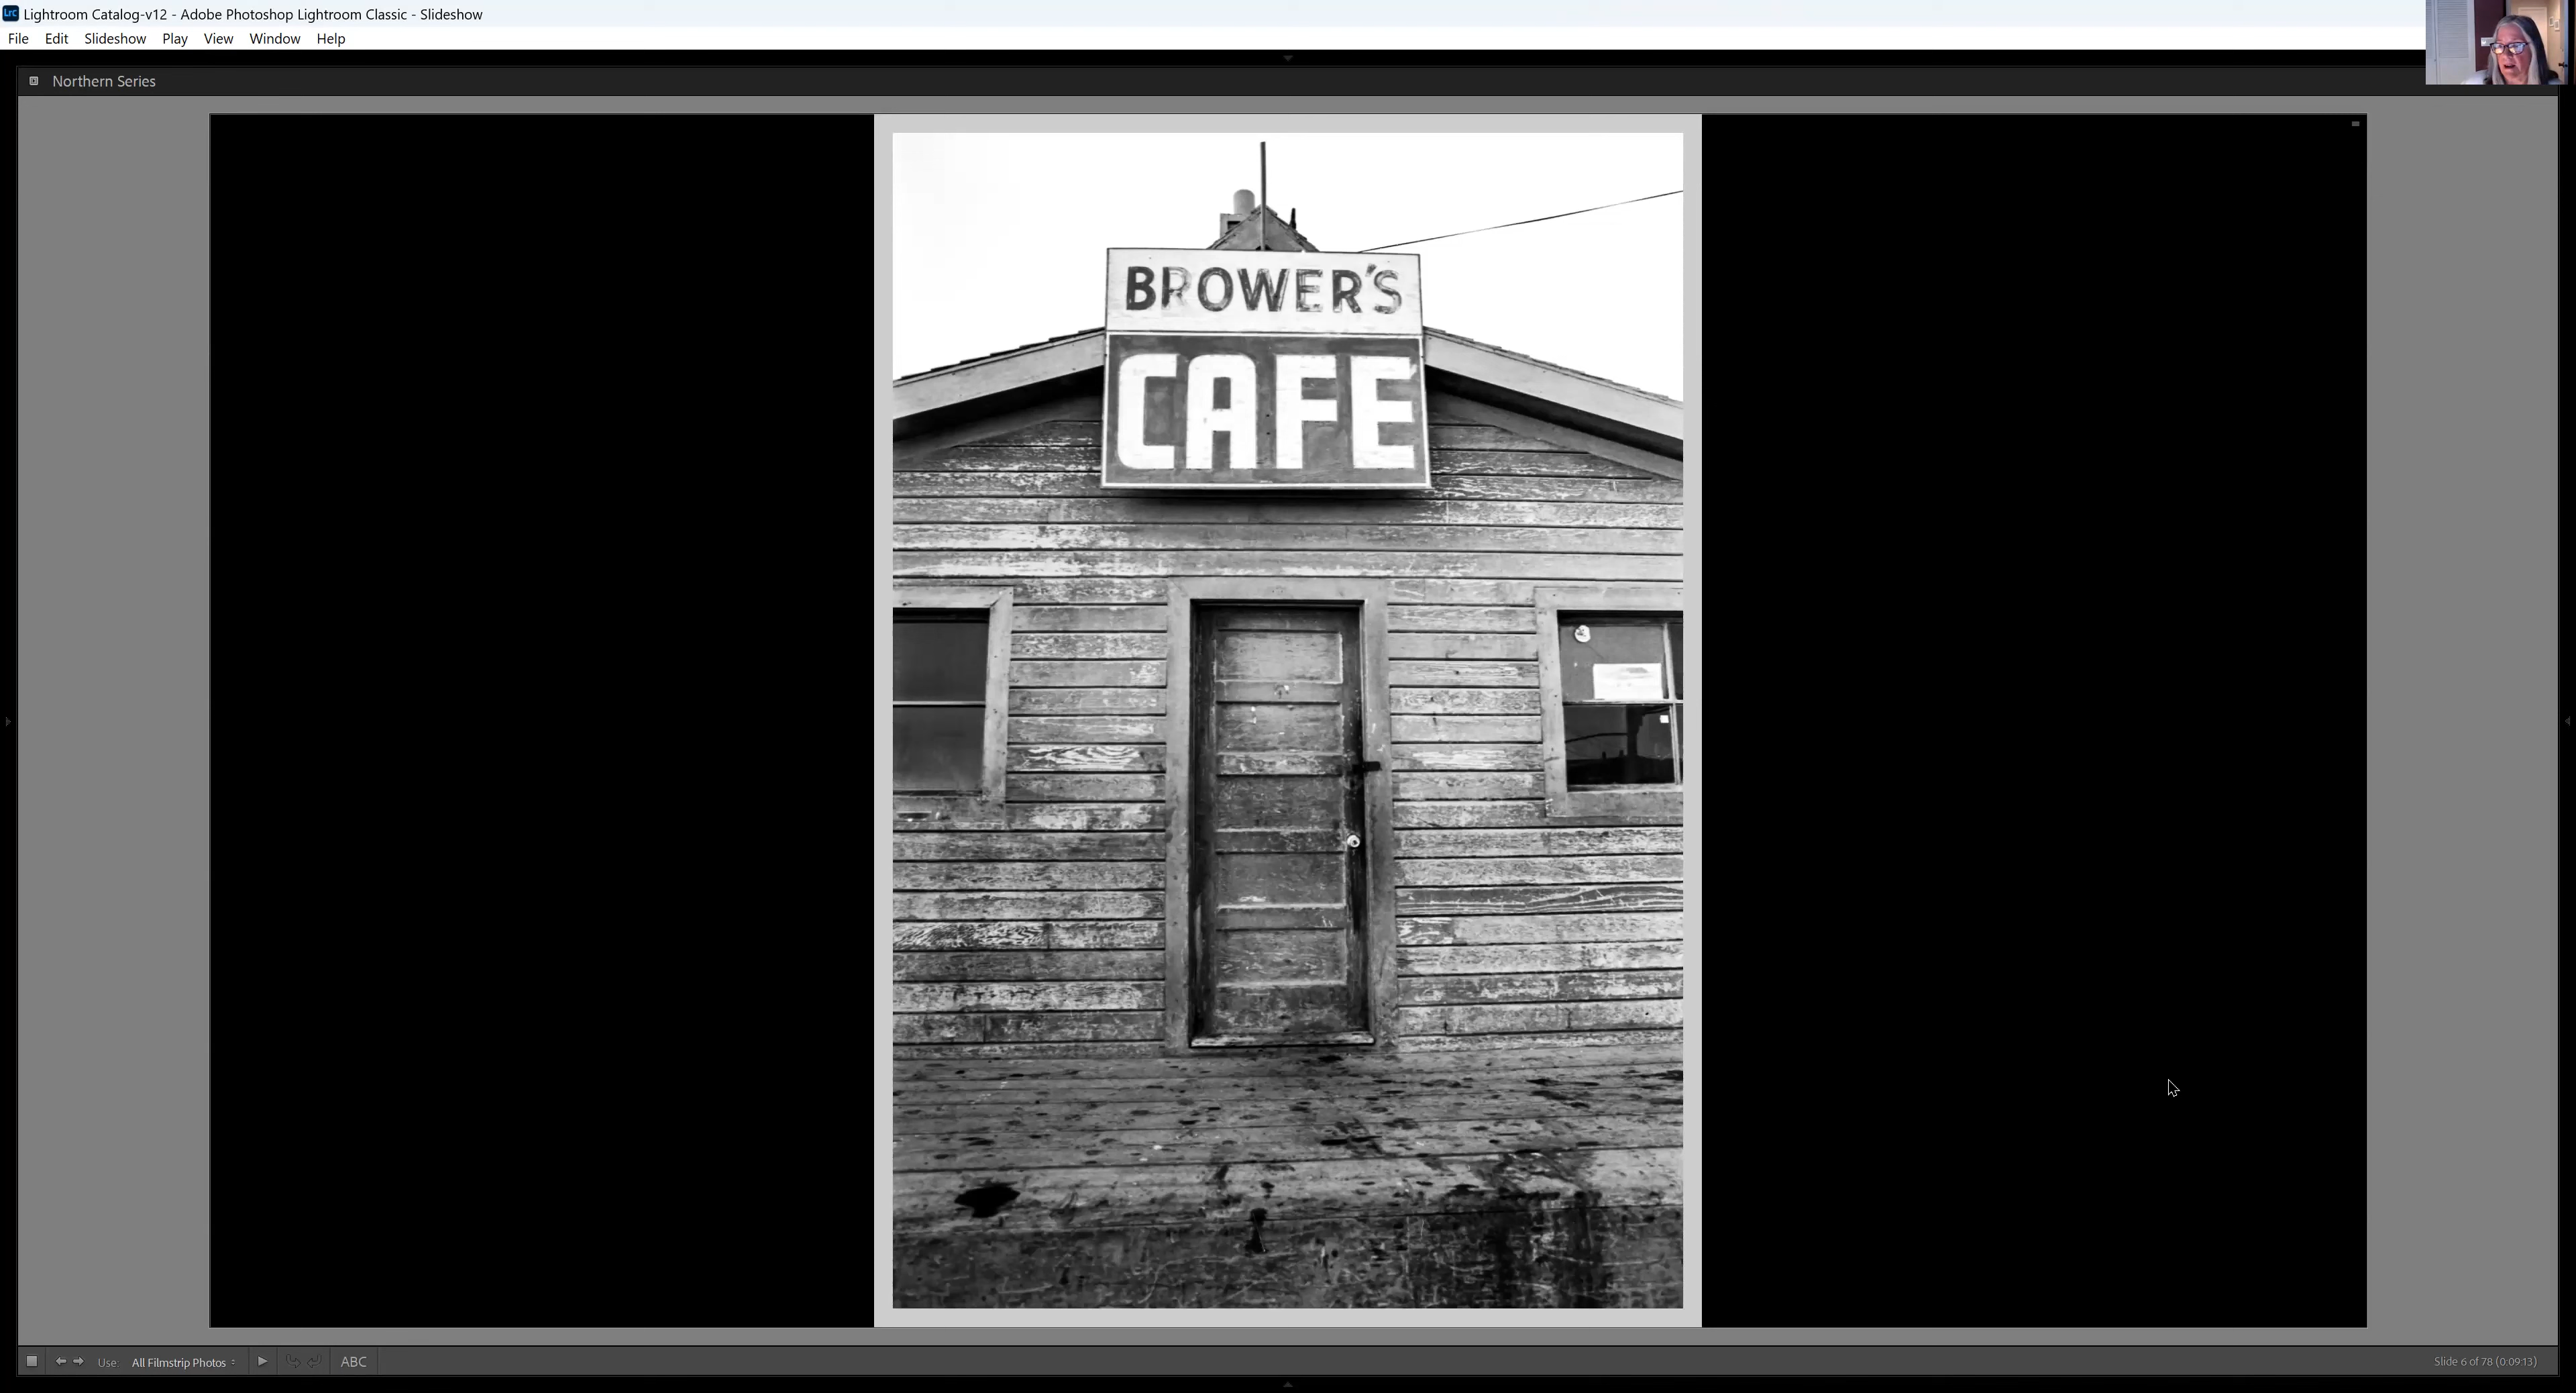 Lrc
Lightroom Catalog-v12 - Adobe Photoshop Lightroom Classic - Slideshow
File Edit Slideshow Play View Window Help
Northern Series
BROWER'S
CAFE
Use: All Filmstrip Photos ABC Slide 6 of 78 (0:09:13)